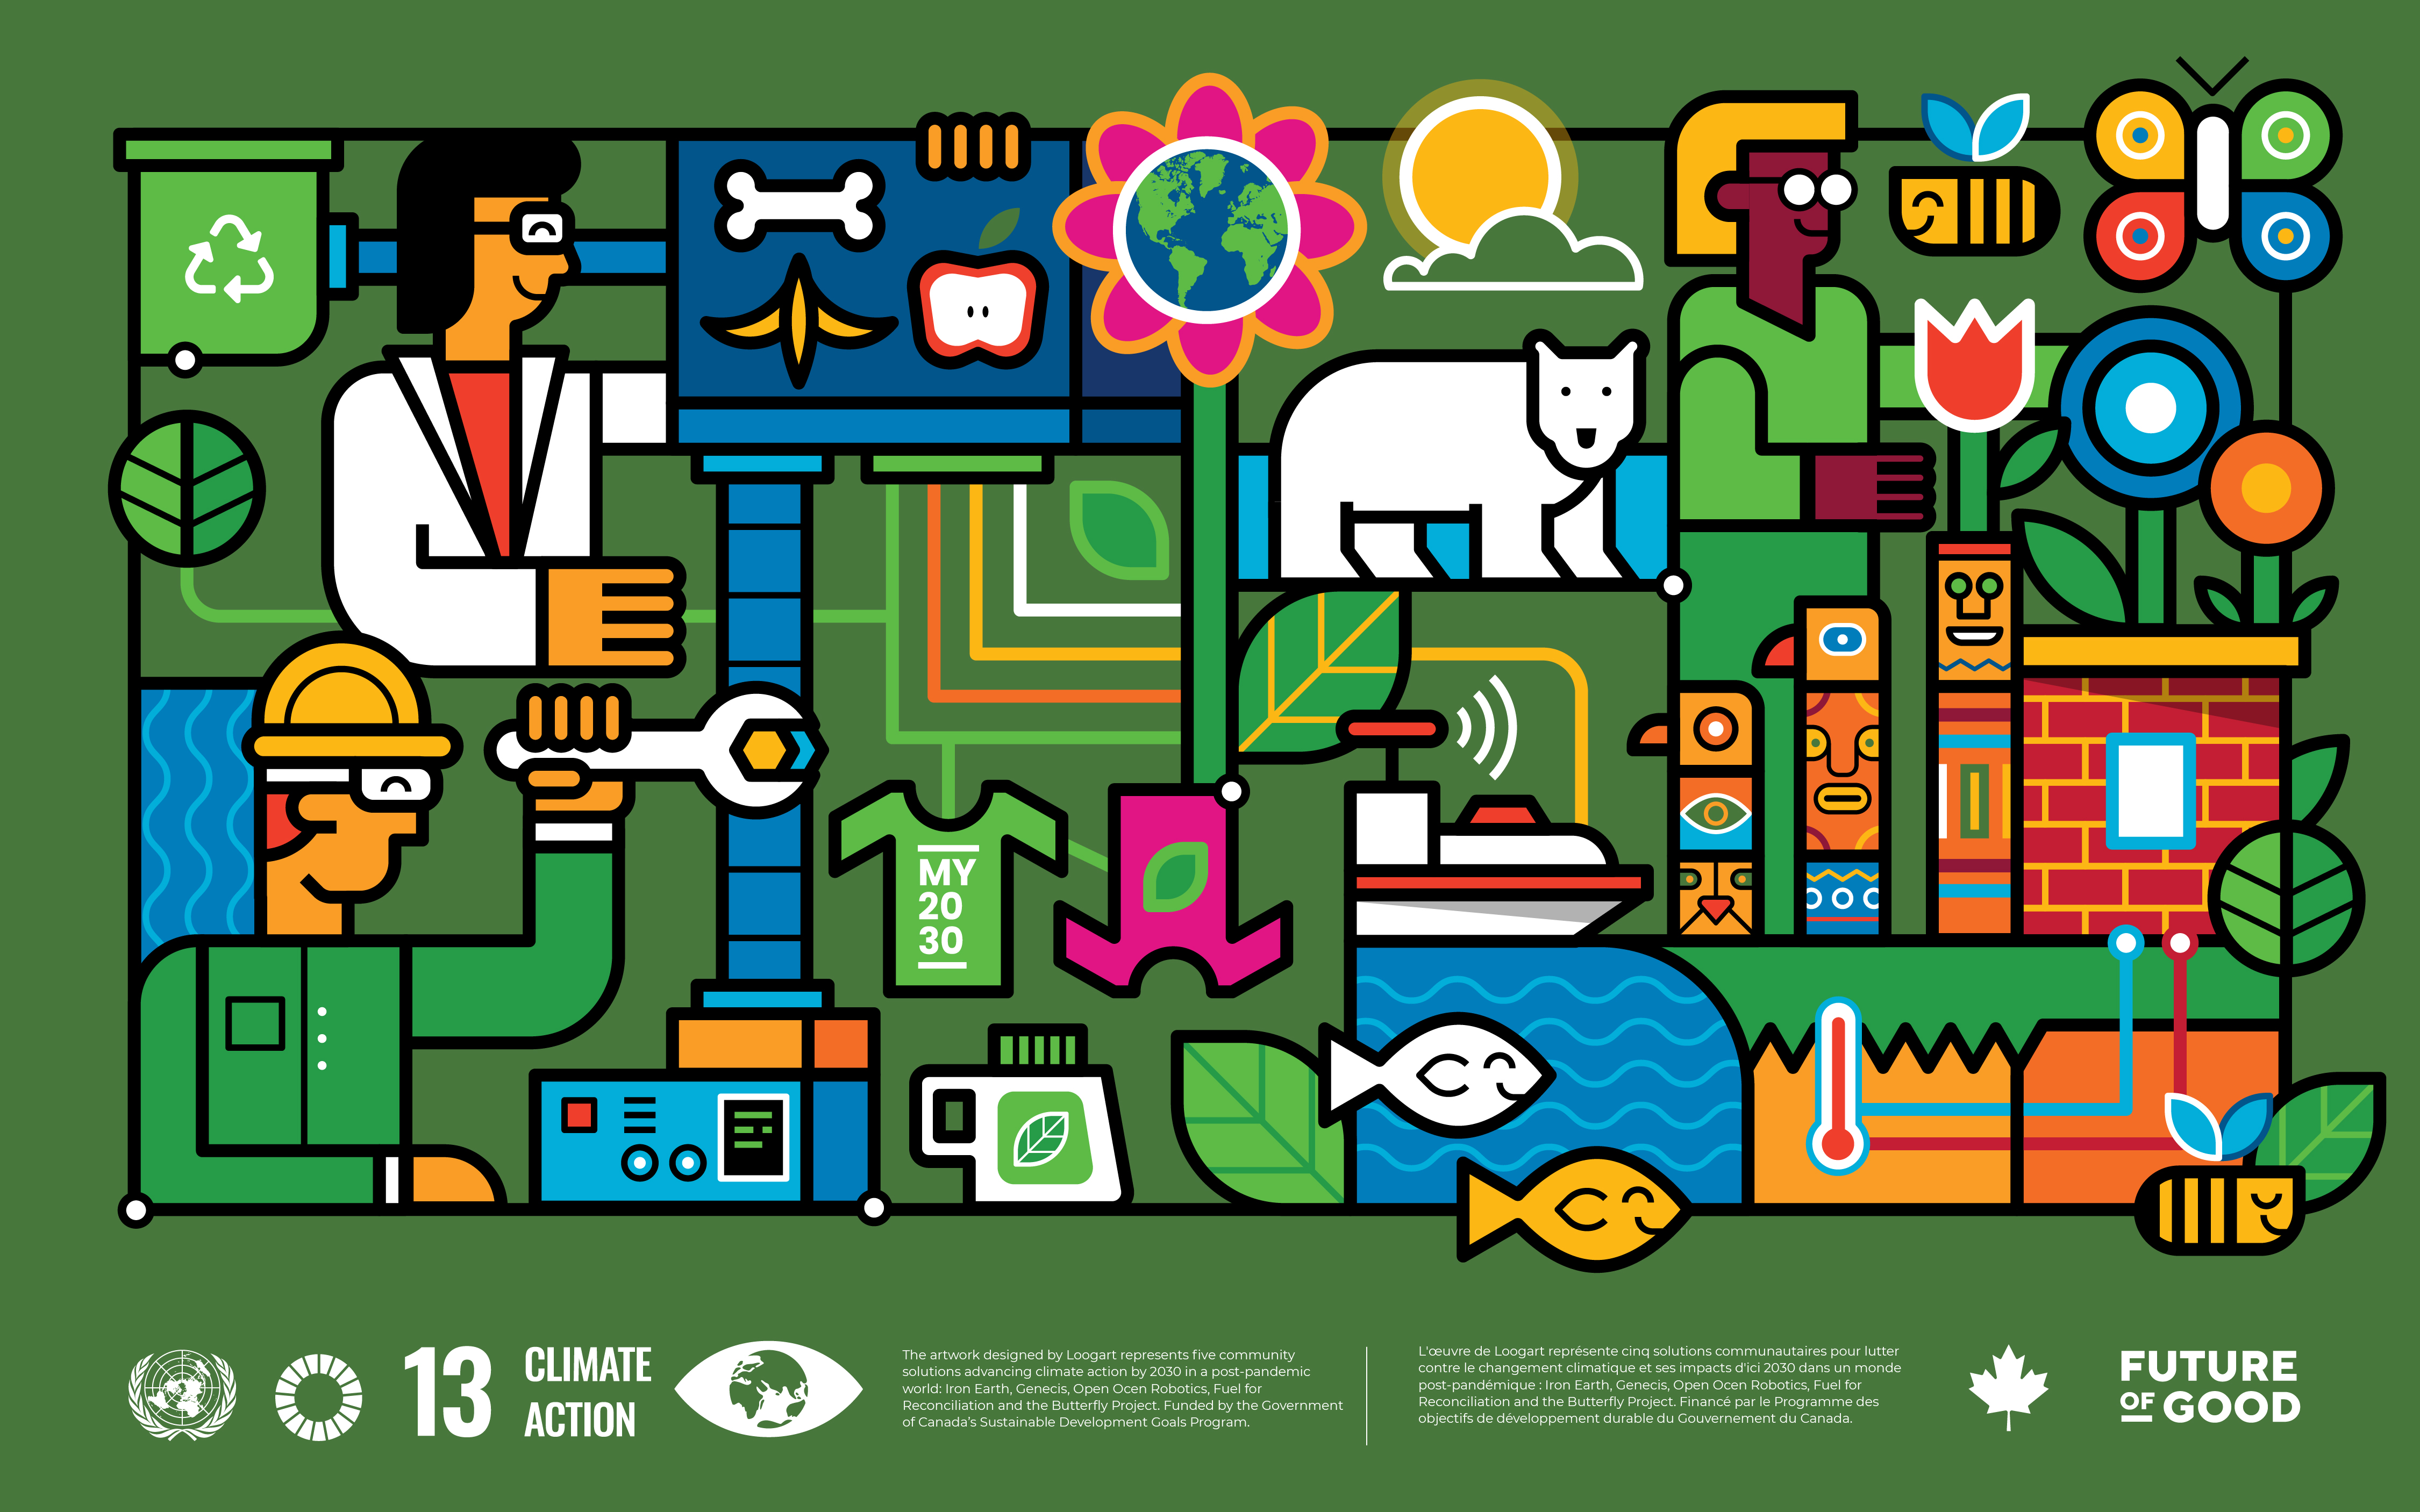 MY
20
30
13
CLIMATE
ACTION
The artwork designed by Loogart represents five community
solutions advancing climate action by 2030 in a post-pandemic
world: Iron Earth, Genecis, Open Ocen Robotics, Fuel for
Reconciliation and the Butterfly Project. Funded by the Government
of Canada’s Sustainable Development Goals Program.
L'œuvre de Loogart représente cinq solutions communautaires pour lutter
contre le changement climatique et ses impacts d'ici 2030 dans un monde
post-pandémique : Iron Earth, Genecis, Open Ocen Robotics, Fuel for
Reconciliation and the Butterfly Project. Financé par le Programme des
objectifs de développement durable du Gouvernement du Canada.
FUTURE
OF GOOD